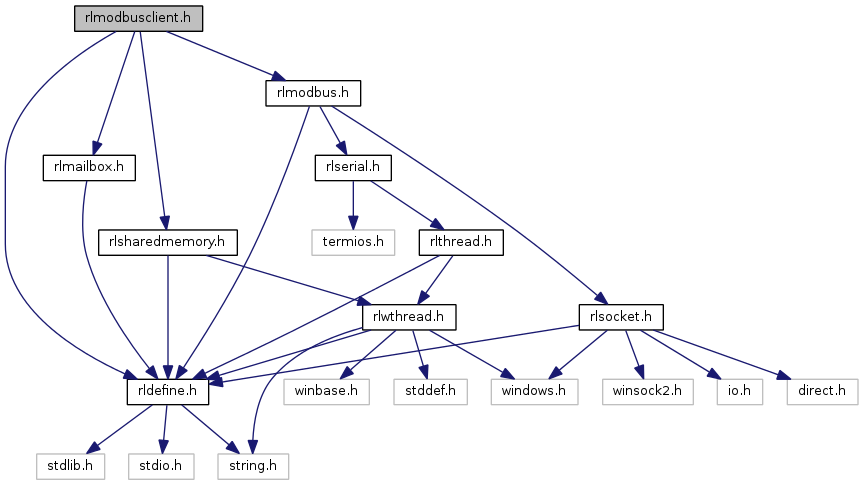 rlmodbusclient.h
rlmodbus.h
rlmailbox.h
rlserial.h
rlsharedmemory.h
termios.h
rlthread.h
rlwthread.h
rlsocket.h
rldefine.h
winbase.h
stddef.h
windows.h
winsock2.h
io.h
direct.h
stdlib.h
stdio.h
string.h